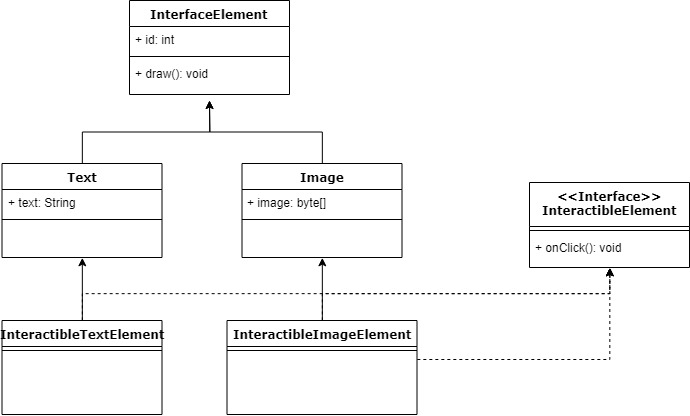 InterfaceElement
+ id: int
+ draw(): void
Text
+ text: String
Image
+ image: byte[]
<<Interface>>
InteractibleElement
+ onClick(): void
InteractibleTextElement
InteractibleImageElement